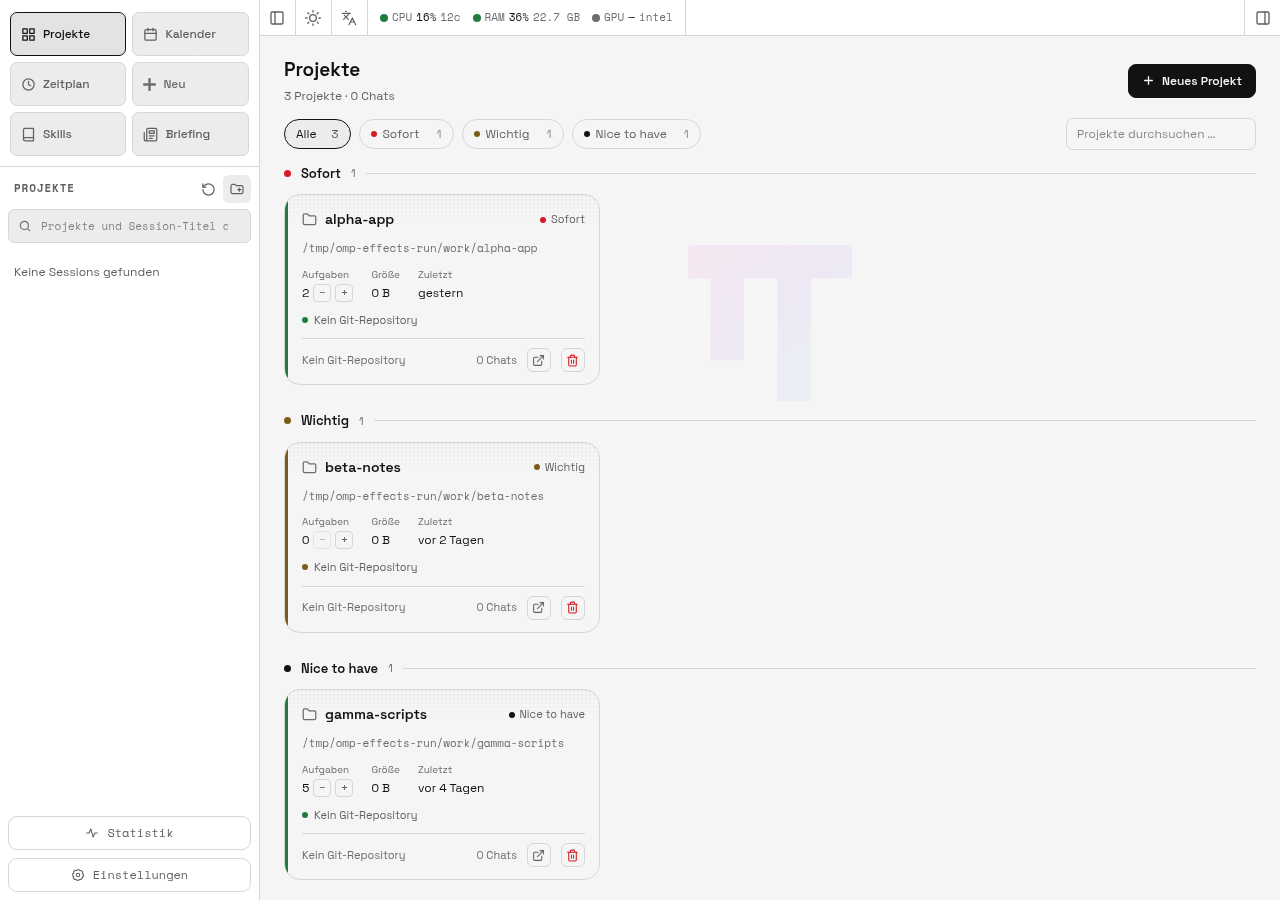 Projekte
Kalender
Zeitplan
Neu
Skills
Briefing
PROJEKTE
Projekte und Session-Titel
Keine Sessions gefunden
Statistik
Einstellungen
CPU 16% 12c RAM 36% 22.7 GB GPU — intel
Projekte
3 Projekte · 0 Chats
Neues Projekt
Alle 3
Sofort 1
Wichtig 1
Nice to have 1
Projekte durchsuchen …
Sofort 1
alpha-app
Sofort
/tmp/omp-effects-run/work/alpha-app
Aufgaben Größe Zuletzt
2 − + 0 B gestern
Kein Git-Repository
Kein Git-Repository 0 Chats
Wichtig 1
beta-notes
Wichtig
/tmp/omp-effects-run/work/beta-notes
Aufgaben Größe Zuletzt
0 − + 0 B vor 2 Tagen
Kein Git-Repository
Kein Git-Repository 0 Chats
Nice to have 1
gamma-scripts
Nice to have
/tmp/omp-effects-run/work/gamma-scripts
Aufgaben Größe Zuletzt
5 − + 0 B vor 4 Tagen
Kein Git-Repository
Kein Git-Repository 0 Chats